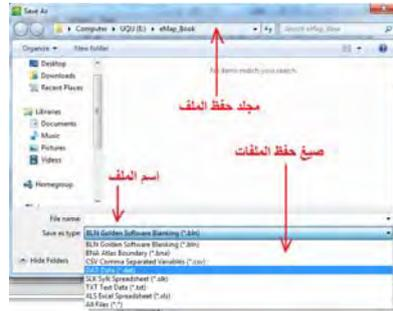 Save As
Computer ▸ UQU (E:) ▸ eMap_Book
Search eMap_Book
Organize ▾ New folder
Desktop
Downloads
Recent Places
No items match your search.
مجلد حفظ الملف
Libraries
Documents
Music
Pictures
Videos
صيغ حفظ الملفات
Homegroup
اسم الملف
File name:
Save as type: BLN Golden Software Blanking (*.bln)
BLN Golden Software Blanking (*.bln)
BNA Atlas Boundary (*.bna)
CSV Comma Separated Variables (*.csv)
DAT Data (*.dat)
SLK Sylk Spreadsheet (*.slk)
TXT Text Data (*.txt)
XLS Excel Spreadsheet (*.xls)
All Files (*.*)
Hide Folders